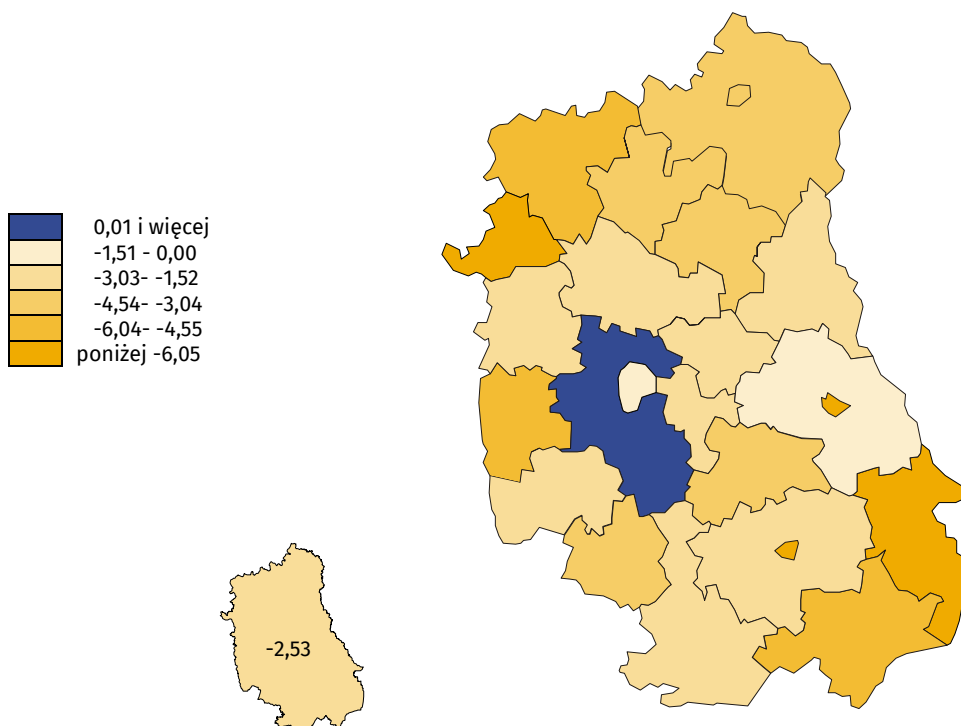 0,01 i więcej
-1,51 - 0,00
-3,03- -1,52
-4,54- -3,04
-6,04- -4,55
poniżej -6,05
-2,53